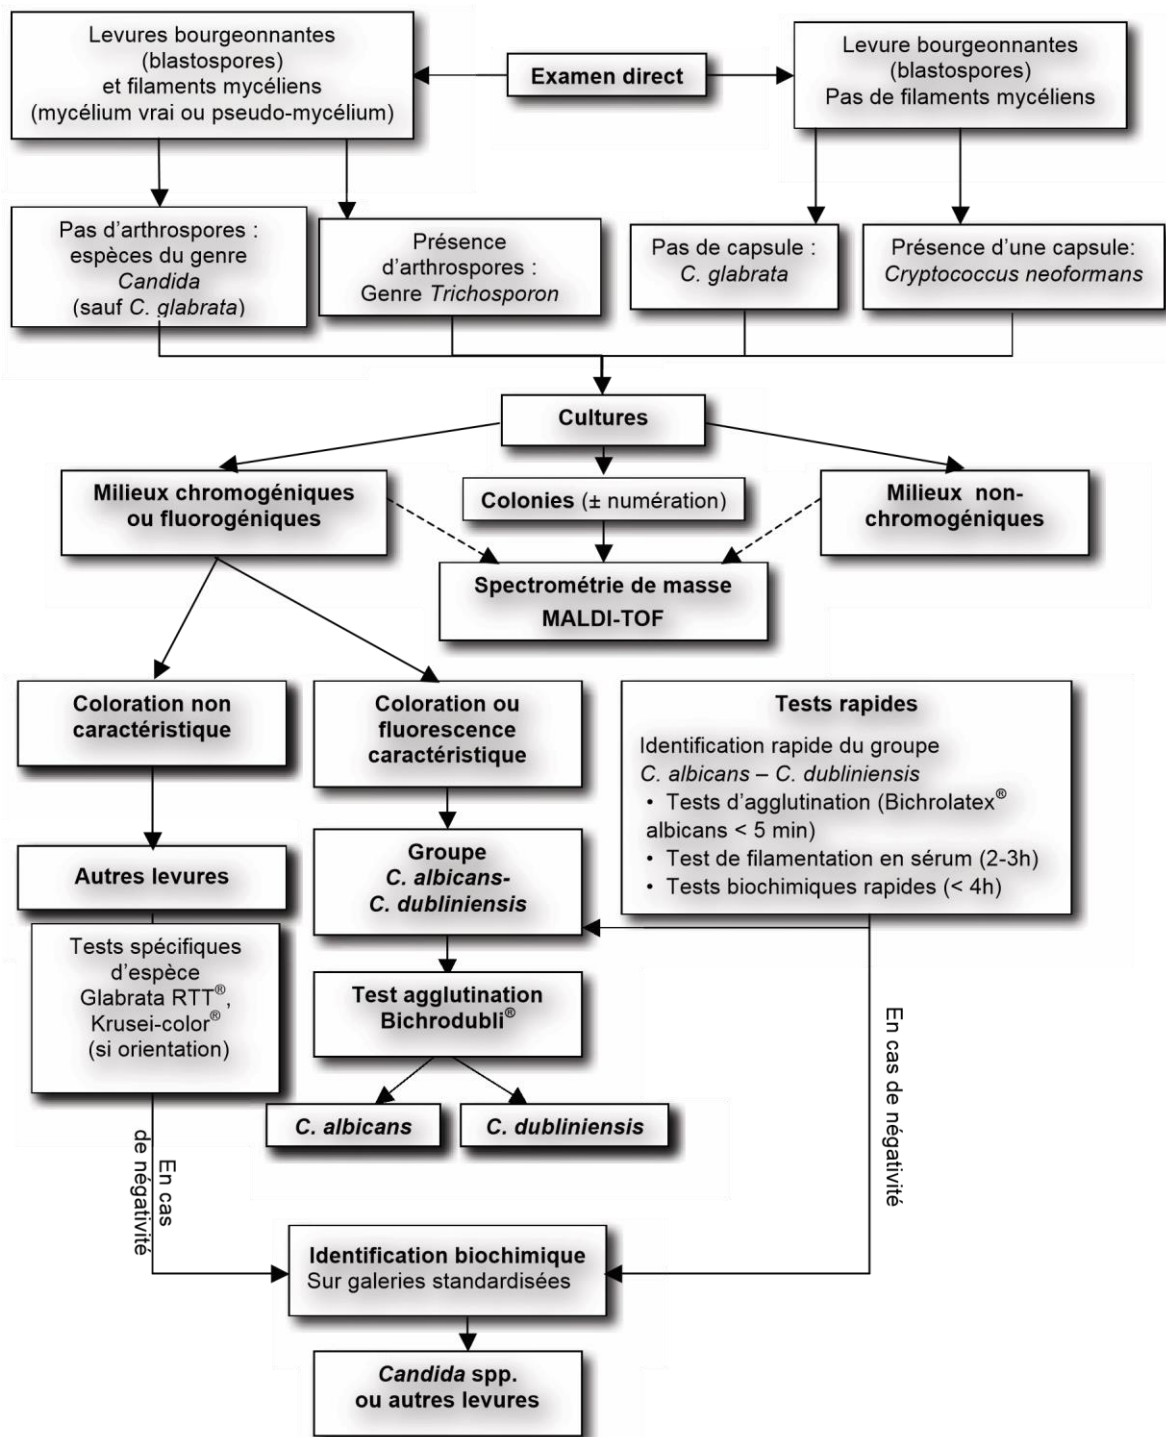 Levures bourgeonnantes
(blastospores)
et filaments mycéliens
(mycélium vrai ou pseudo-mycélium)
Examen direct
Levure bourgeonnantes
(blastospores)
Pas de filaments mycéliens
Pas d'arthrospores :
espèces du genre
Candida
(sauf C. glabrata)
Présence
d'arthrospores :
Genre Trichosporon
Pas de capsule :
C. glabrata
Présence d'une capsule:
Cryptococcus neoformans
Cultures
Milieux chromogéniques
ou fluorogéniques
Colonies (± numération)
Milieux non-
chromogéniques
Spectrométrie de masse
MALDI-TOF
Coloration non
caractéristique
Coloration ou
fluorescence
caractéristique
Tests rapides
Identification rapide du groupe
C. albicans – C. dubliniensis
• Tests d'agglutination (Bichrolatex®
albicans < 5 min)
• Test de filamentation en sérum (2-3h)
• Tests biochimiques rapides (< 4h)
Autres levures
Groupe
C. albicans-
C. dubliniensis
Tests spécifiques
d'espèce
Glabrata RTT®,
Krusei-color®
(si orientation)
Test agglutination
Bichrodubli®
C. albicans
C. dubliniensis
En cas
de négativité
En cas de négativité
Identification biochimique
Sur galeries standardisées
Candida spp.
ou autres levures